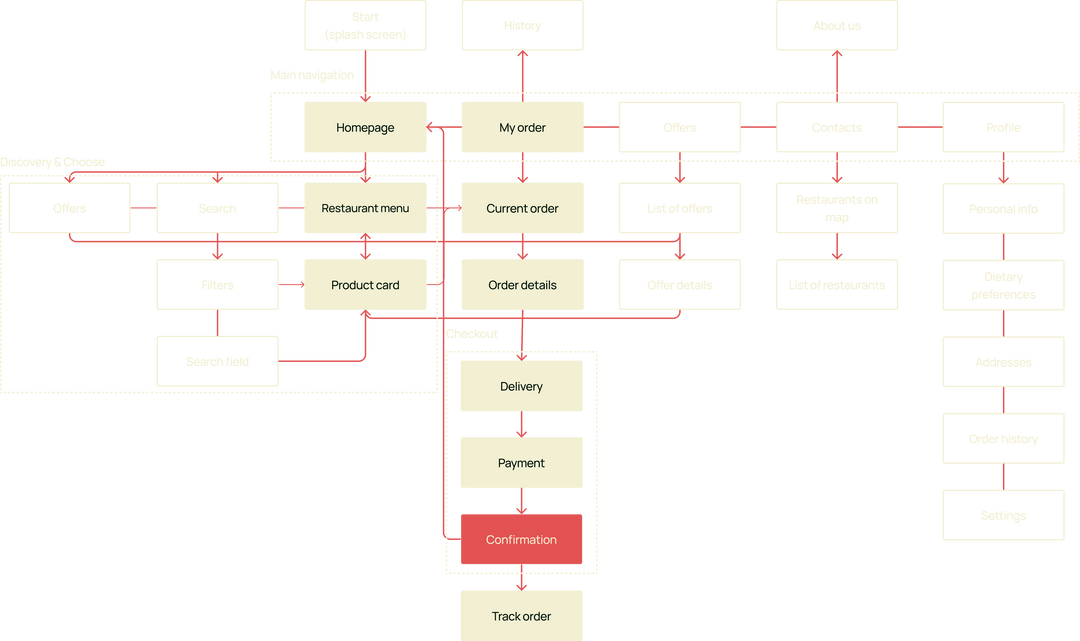 Start
(splash screen)
History
About us
Main navigation
Homepage
My order
Offers
Contacts
Profile
Discovery & Choose
Offers
Search
Restaurant menu
Current order
List of offers
Restaurants on
map
Personal info
Filters
Product card
Order details
Offer details
List of restaurants
Dietary
preferences
Checkout
Search field
Addresses
Delivery
Order history
Payment
Settings
Confirmation
Track order